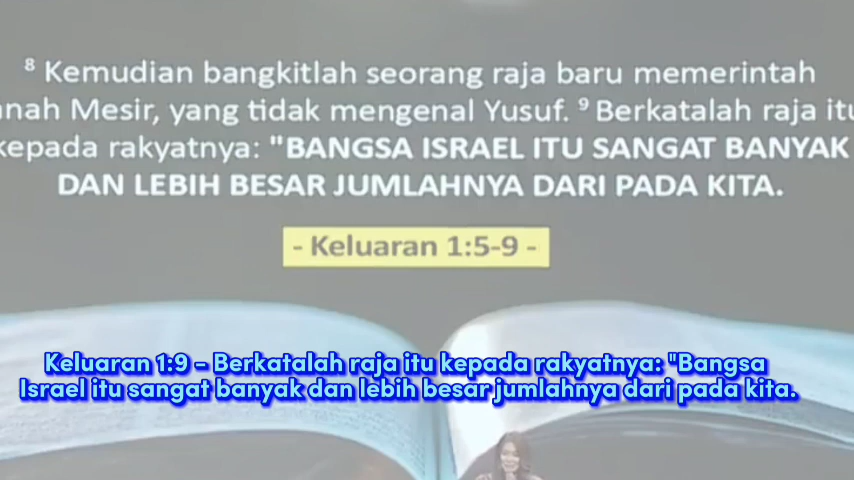 ⁸ Kemudian bangkitlah seorang raja baru memerintah
anah Mesir, yang tidak mengenal Yusuf. ⁹ Berkatalah raja itu
kepada rakyatnya: "BANGSA ISRAEL ITU SANGAT BANYAK
DAN LEBIH BESAR JUMLAHNYA DARI PADA KITA.
- Keluaran 1:5-9 -
Keluaran 1:9 - Berkatalah raja itu kepada rakyatnya: "Bangsa
Israel itu sangat banyak dan lebih besar jumlahnya dari pada kita.